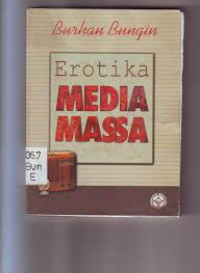 Burhan Bungin
Erotika
MEDIA
MASSA
06.7
Bun
E